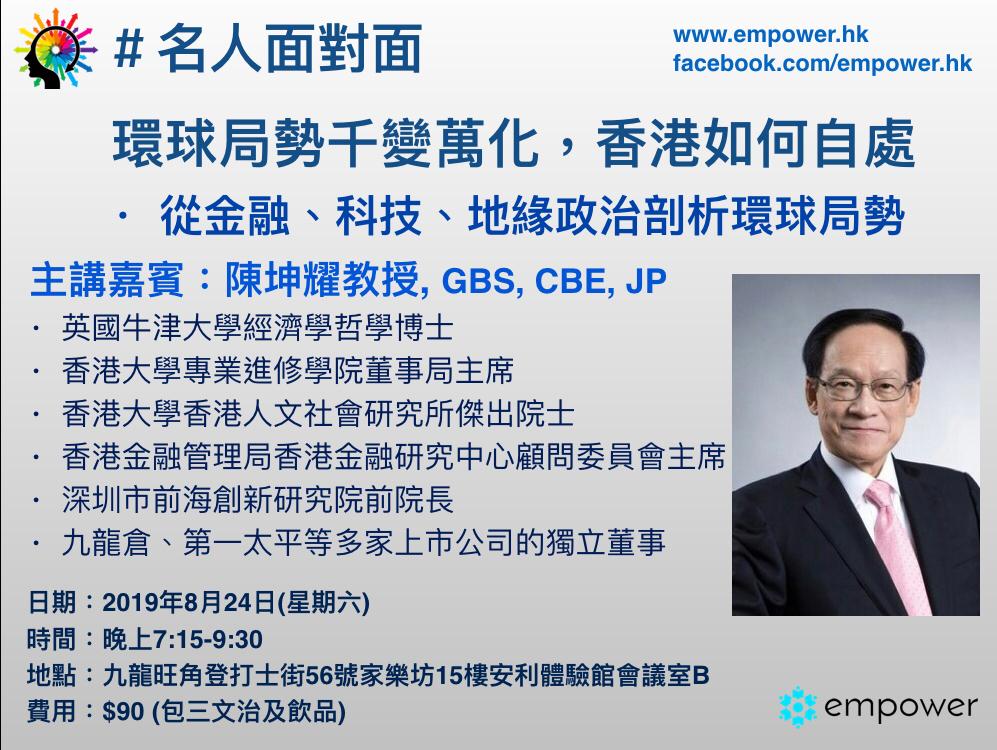 # 名人面對面
www.empower.hk
facebook.com/empower.hk
環球局勢千變萬化，香港如何自處
· 從金融、科技、地緣政治剖析環球局勢
主講嘉賓：陳坤耀教授, GBS, CBE, JP
· 英國牛津大學經濟學哲學博士
· 香港大學專業進修學院董事局主席
· 香港大學香港人文社會研究所傑出院士
· 香港金融管理局香港金融研究中心顧問委員會主席
· 深圳市前海創新研究院前院長
· 九龍倉、第一太平等多家上市公司的獨立董事
日期：2019年8月24日(星期六)
時間：晚上7:15-9:30
地點：九龍旺角登打士街56號家樂坊15樓安利體驗館會議室B
費用：$90 (包三文治及飲品)
empower